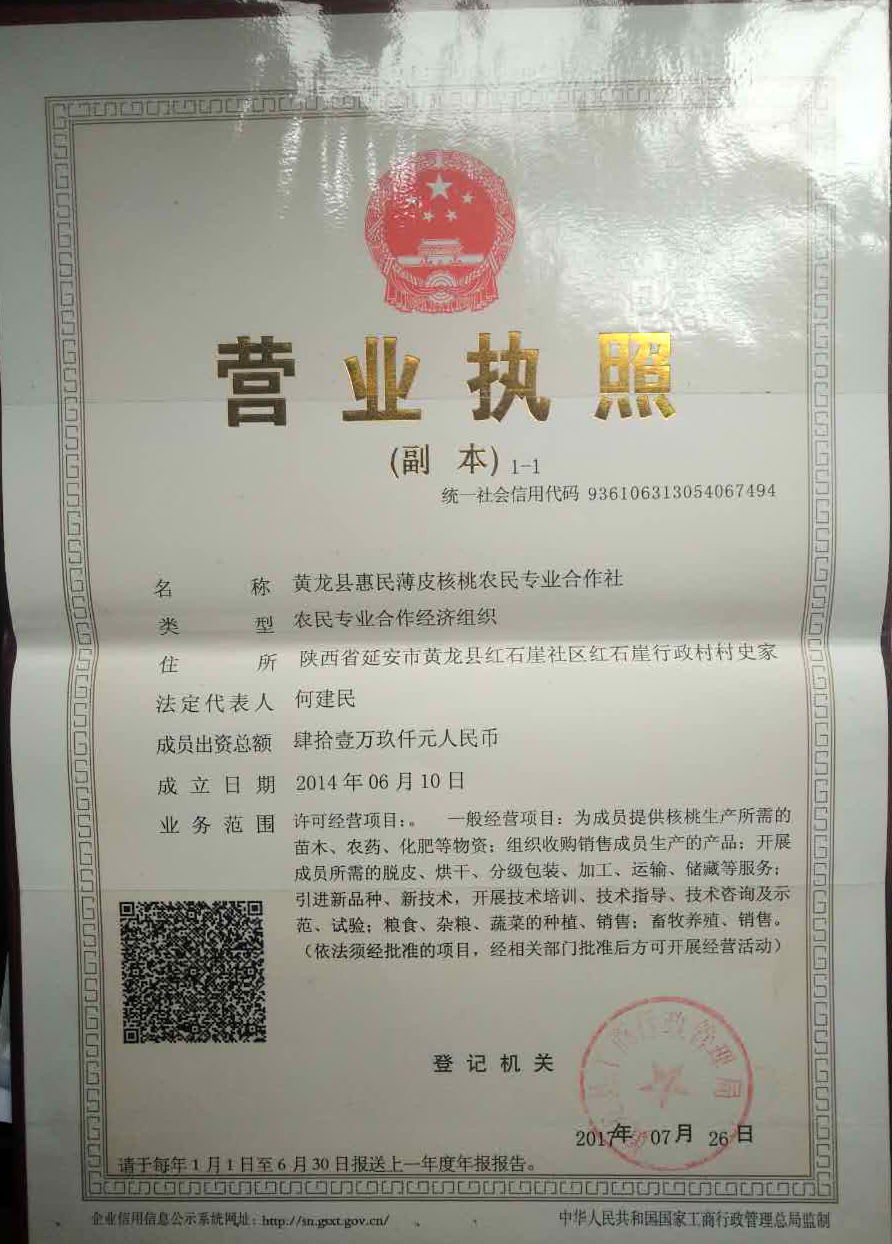 营业执照
(副 本) 1-1
统一社会信用代码 936106313054067494
名 称 黄龙县惠民薄皮核桃农民专业合作社
类 型 农民专业合作经济组织
住 所 陕西省延安市黄龙县红石崖社区红石崖行政村村史家
法定代表人 何建民
成员出资总额 肆拾壹万玖仟元人民币
成立日期 2014年06月10日
业务范围 许可经营项目：。 一般经营项目：为成员提供核桃生产所需的
苗木、农药、化肥等物资；组织收购销售成员生产的产品；开展
成员所需的脱皮、烘干、分级包装、加工、运输、储藏等服务；
引进新品种、新技术，开展技术培训、技术指导、技术咨询及示
范、试验；粮食、杂粮、蔬菜的种植、销售；畜牧养殖、销售。
（依法须经批准的项目，经相关部门批准后方可开展经营活动）
登记机关
工商行政管理局
2017年 07月 26日
请于每年1月1日至6月30日报送上一年度年报报告。
企业信用信息公示系统网址：http://sn.gsxt.gov.cn/
中华人民共和国国家工商行政管理总局监制